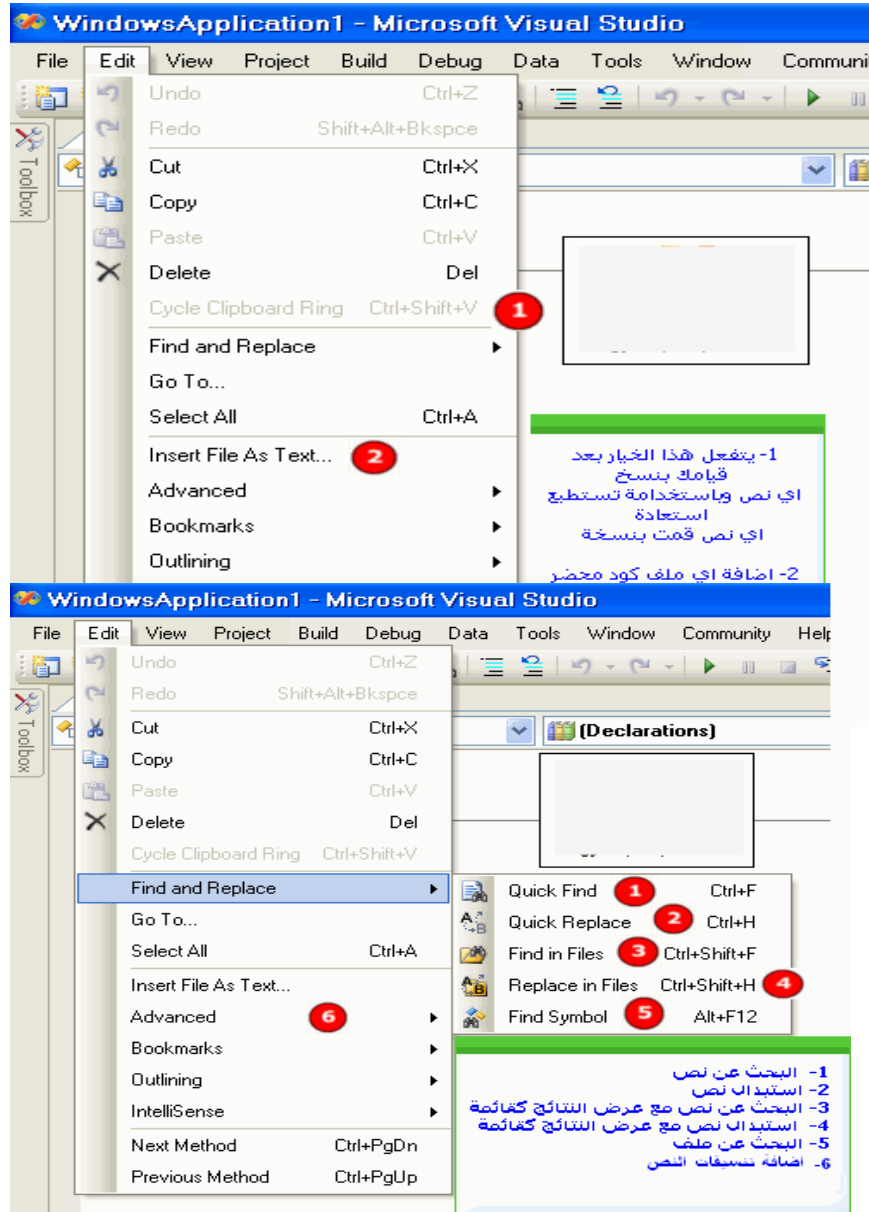 WindowsApplication1 - Microsoft Visual Studio
File Edit View Project Build Debug Data Tools Window Communi
Toolbox
Undo Ctrl+Z
Redo Shift+Alt+Bkspce
Cut Ctrl+X
Copy Ctrl+C
Paste Ctrl+V
Delete Del
Cycle Clipboard Ring Ctrl+Shift+V 1
Find and Replace
Go To...
Select All Ctrl+A
Insert File As Text... 2
Advanced
Bookmarks
Outlining
1- يتفعل هذا الخيار بعد
قيامك بنسخ
اي نص وباستخدامة تستطيع
استعادة
اي نص قمت بنسخة
2- اضافة اي ملف كود محضر
WindowsApplication1 - Microsoft Visual Studio
File Edit View Project Build Debug Data Tools Window Community Help
Toolbox
(Declarations)
Undo Ctrl+Z
Redo Shift+Alt+Bkspce
Cut Ctrl+X
Copy Ctrl+C
Paste Ctrl+V
Delete Del
Cycle Clipboard Ring Ctrl+Shift+V
Find and Replace
Go To...
Select All Ctrl+A
Insert File As Text...
Advanced 6
Bookmarks
Outlining
IntelliSense
Next Method Ctrl+PgDn
Previous Method Ctrl+PgUp
Quick Find 1 Ctrl+F
Quick Replace 2 Ctrl+H
Find in Files 3 Ctrl+Shift+F
Replace in Files Ctrl+Shift+H 4
Find Symbol 5 Alt+F12
1- البحث عن نص
2- استبدال نص
3- البحث عن نص مع عرض النتائج كقائمة
4- استبدال نص مع عرض النتائج كقائمة
5- البحث عن ملف
6- اضافة تنسيقات النص